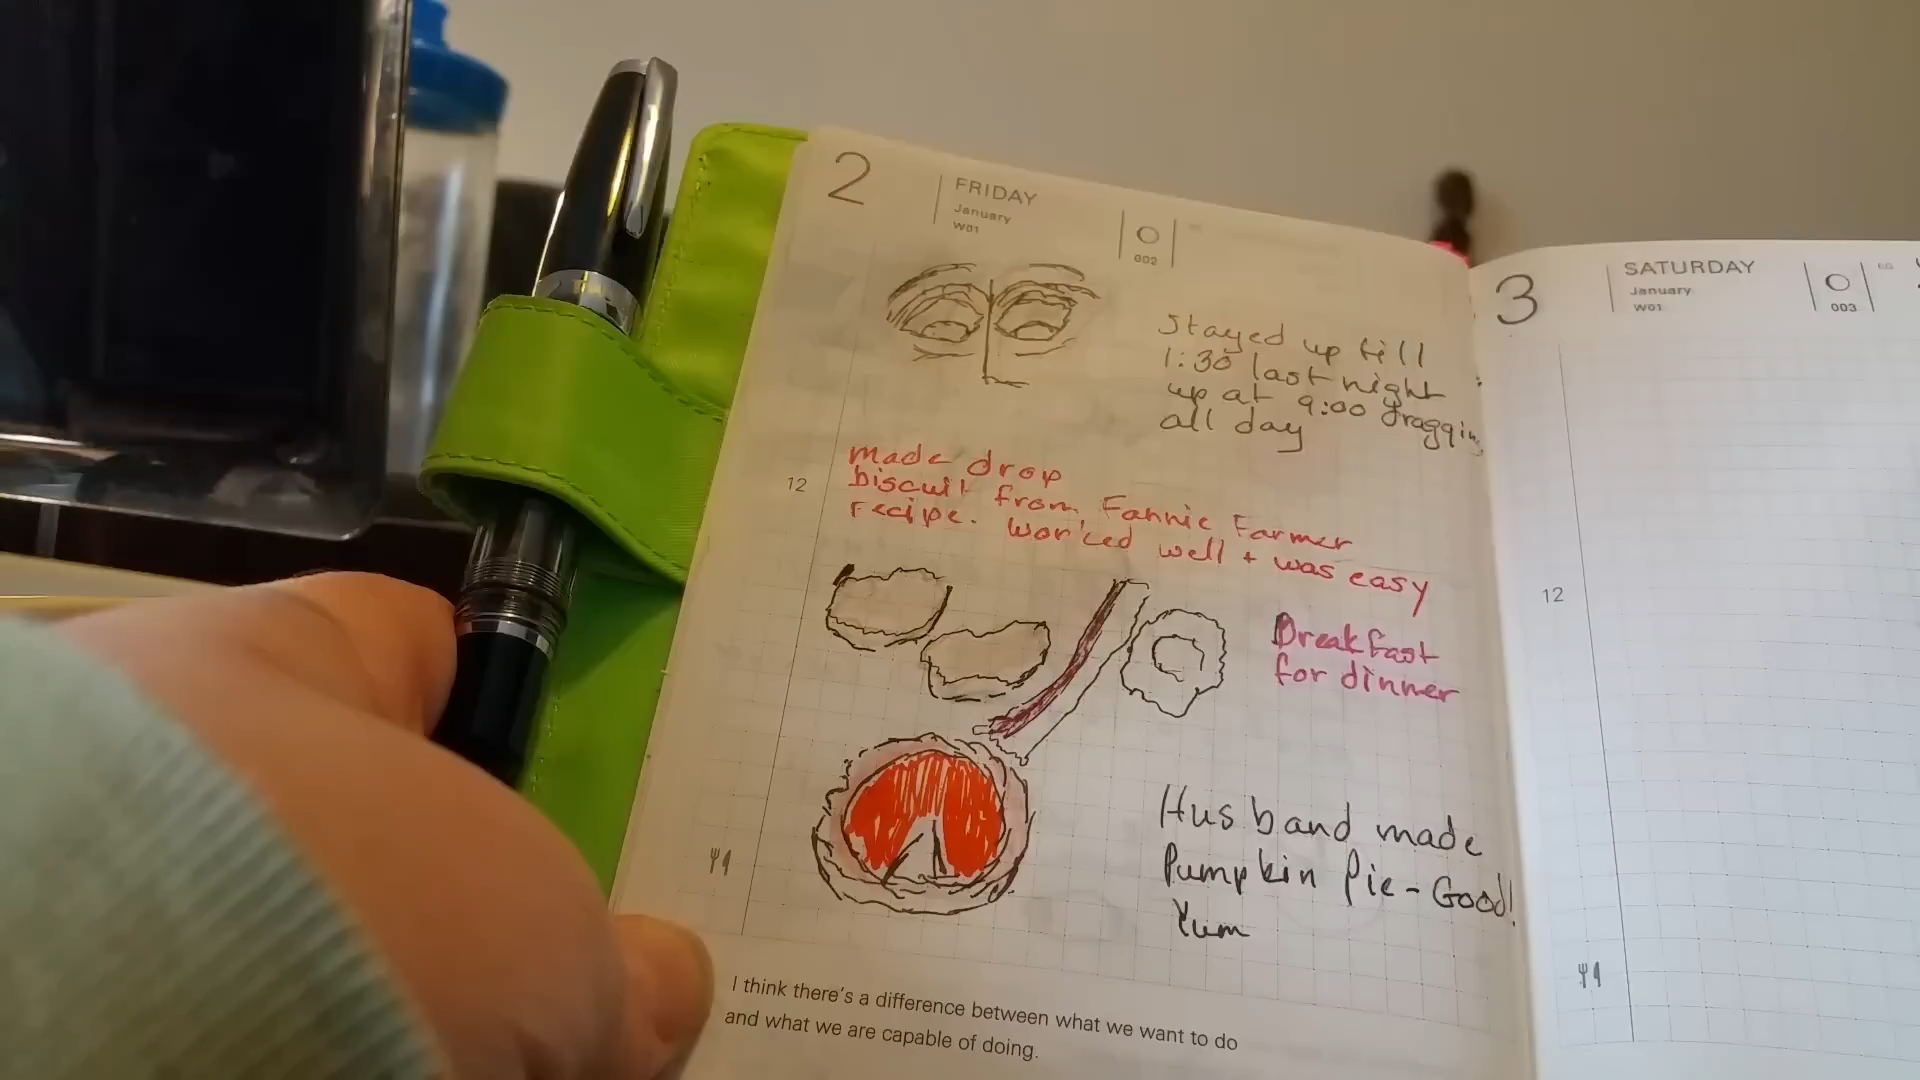 2
FRIDAY
January
W01
002
Stayed up till
1:30 last night
up at 9:00 draggin
all day
made drop
biscuit from Fannie Farmer
recipe. Worked well + was easy
12
Breakfast
for dinner
Husband made
Pumpkin Pie - Good!
Yum
I think there's a difference between what we want to do
and what we are capable of doing.
3
SATURDAY
January
W01
003
12